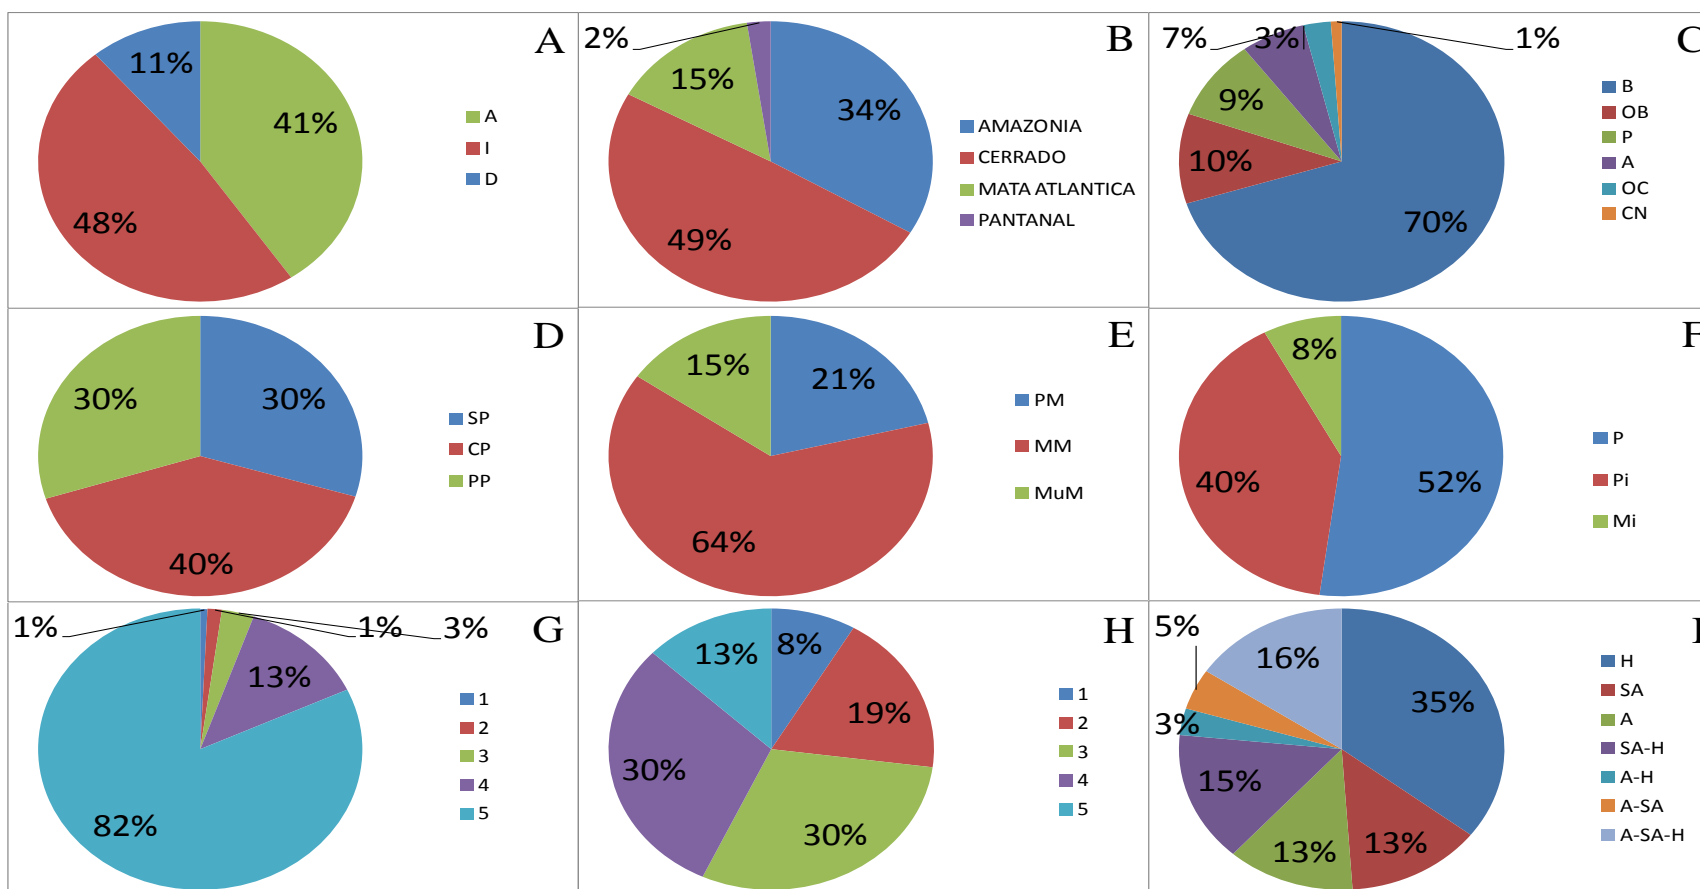 A
11%
41%
48%
A
I
D
B
2%
15%
34%
49%
AMAZONIA
CERRADO
MATA ATLANTICA
PANTANAL
C
7%
3%
1%
9%
10%
70%
B
OB
P
A
OC
CN
D
30%
30%
40%
SP
CP
PP
E
15%
21%
64%
PM
MM
MuM
F
8%
40%
52%
P
Pi
Mi
G
1%
1%
3%
13%
82%
1
2
3
4
5
H
13%
8%
19%
30%
30%
1
2
3
4
5
I
5%
16%
35%
3%
15%
13%
13%
H
SA
A
SA-H
A-H
A-SA
A-SA-H